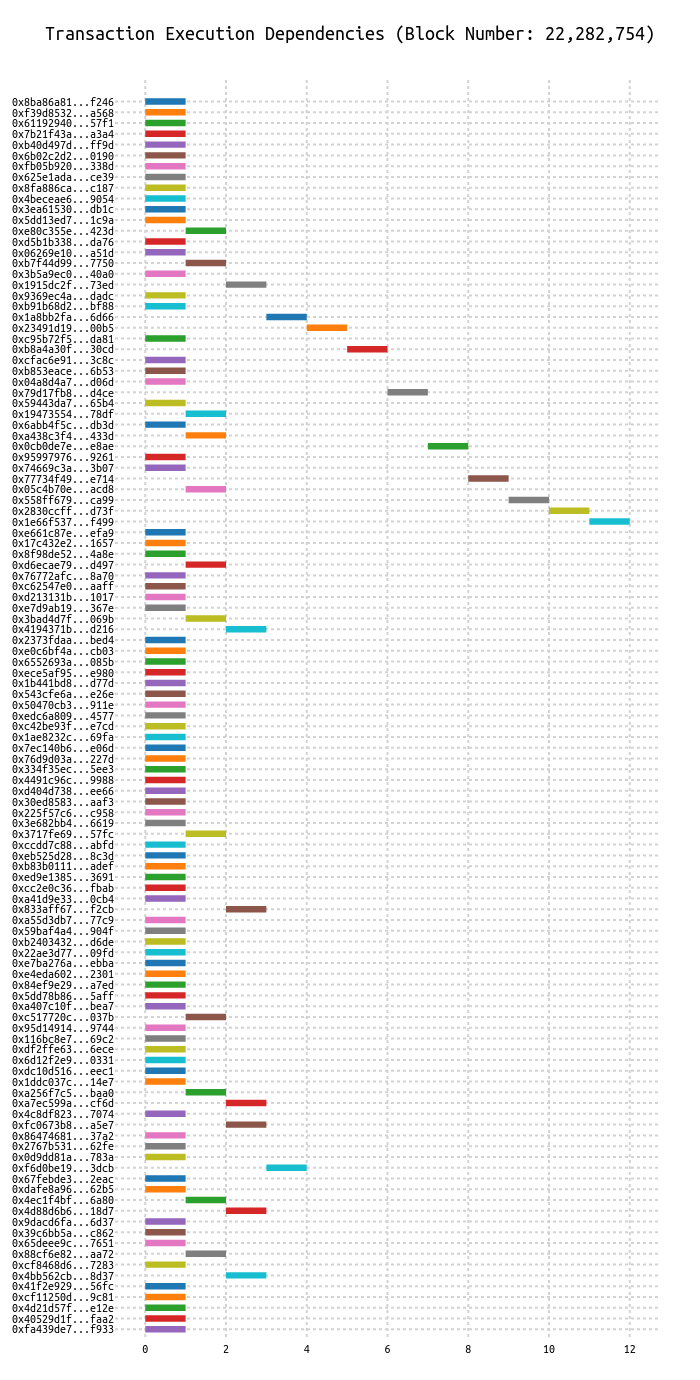 Transaction Execution Dependencies (Block Number: 22,282,754)
0x8ba86a81...f246
0xf39d8532...a568
0x61192940...57f1
0x7b21f43a...a3a4
0xb40d497d...ff9d
0x6b02c2d2...0190
0xfb05b920...338d
0x625e1ada...ce39
0x8fa886ca...c187
0x4beceae6...9054
0x3ea61530...db1c
0x5dd13ed7...1c9a
0xe80c355e...423d
0xd5b1b338...da76
0x06269e10...a51d
0xb7f44d99...7750
0x3b5a9ec0...40a0
0x1915dc2f...73ed
0x9369ec4a...dadc
0xb91b68d2...bf88
0x1a8bb2fa...6d66
0x23491d19...00b5
0xc95b72f5...da81
0xb8a4a30f...30cd
0xcfac6e91...3c8c
0xb853eace...6b53
0x04a8d4a7...d06d
0x79d17fb8...d4ce
0x59443da7...65b4
0x19473554...78df
0x6abb4f5c...db3d
0xa438c3f4...433d
0x0cb0de7e...e8ae
0x95997976...9261
0x74669c3a...3b07
0x77734f49...e714
0x05c4b70e...acd8
0x558ff679...ca99
0x2830ccff...d73f
0x1e66f537...f499
0xe661c87e...efa9
0x17c432e2...1657
0x8f98de52...4a8e
0xd6ecae79...d497
0x76772afc...8a70
0xc62547e0...aaff
0xd213131b...1017
0xe7d9ab19...367e
0x3bad4d7f...069b
0x4194371b...d216
0x2373fdaa...bed4
0xe0c6bf4a...cb03
0x6552693a...085b
0xece5af95...e980
0x1b441bd8...d77d
0x543cfe6a...e26e
0x50470cb3...911e
0xedc6a809...4577
0xc42be93f...e7cd
0x1ae8232c...69fa
0x7ec140b6...e06d
0x76d9d03a...227d
0x334f35ec...5ee3
0x4491c96c...9988
0xd404d738...ee66
0x30ed8583...aaf3
0x225f57c6...c958
0x3e682bb4...6619
0x3717fe69...57fc
0xccdd7c88...abfd
0xeb525d28...8c3d
0xb83b0111...adef
0xed9e1385...3691
0xcc2e0c36...fbab
0xa41d9e33...0cb4
0x833aff67...f2cb
0xa55d3db7...77c9
0x59baf4a4...904f
0xb2403432...d6de
0x22ae3d77...09fd
0xe7ba276a...ebba
0xe4eda602...2301
0x84ef9e29...a7ed
0x5dd78b86...5aff
0xa407c10f...bea7
0xc517720c...037b
0x95d14914...9744
0x116bc8e7...69c2
0xdf2ffe63...6ece
0x6d12f2e9...0331
0xdc10d516...eec1
0x1ddc037c...14e7
0xa256f7c5...baa0
0xa7ec599a...cf6d
0x4c8df823...7074
0xfc0673b8...a5e7
0x86474681...37a2
0x2767b531...62fe
0x0d9dd81a...783a
0xf6d0be19...3dcb
0x67febde3...2eac
0xdafe8a96...62b5
0x4ec1f4bf...6a80
0x4d88d6b6...18d7
0x9dacd6fa...6d37
0x39c6bb5a...c862
0x65deee9c...7651
0x88cf6e82...aa72
0xcf8468d6...7283
0x4bb562cb...8d37
0x41f2e929...56fc
0xcf11250d...9c81
0x4d21d57f...e12e
0x40529d1f...faa2
0xfa439de7...f933
0 2 4 6 8 10 12